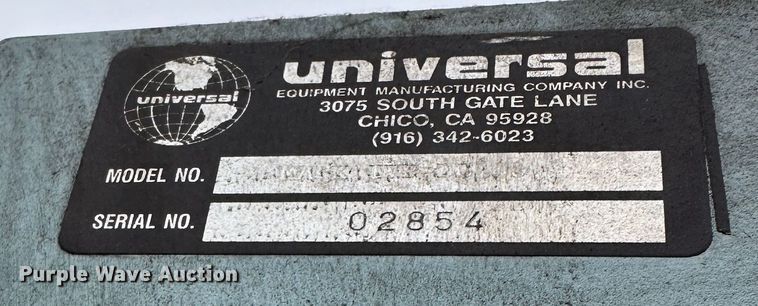 universal
universal
EQUIPMENT MANUFACTURING COMPANY INC.
3075 SOUTH GATE LANE
CHICO, CA 95928
(916) 342-6023
MODEL NO.
SERIAL NO. 02854
Purple Wave Auction